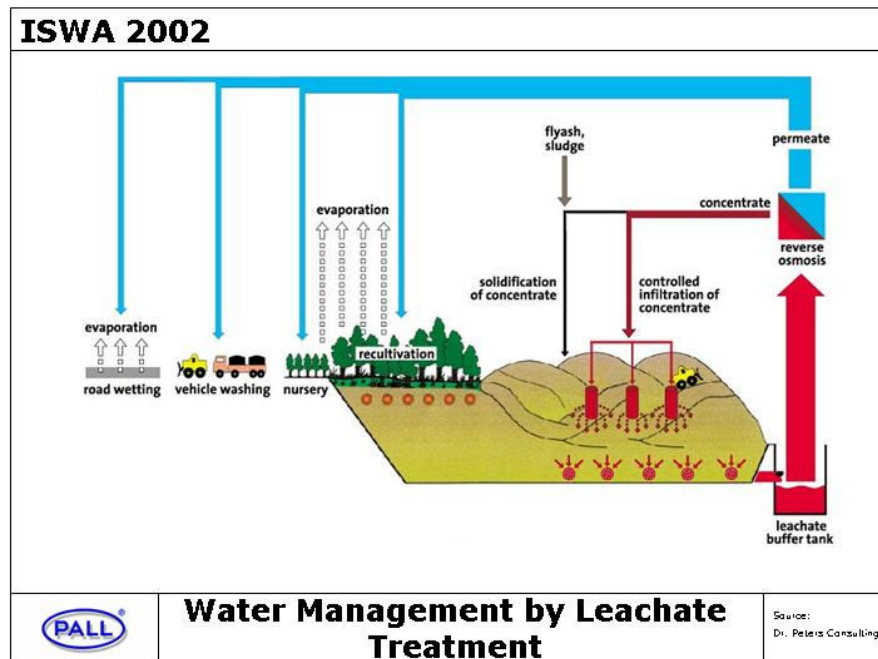 ISWA 2002
flyash,
sludge
permeate
concentrate
evaporation
reverse
osmosis
solidification
of concentrate
controlled
infiltration of
concentrate
evaporation
recultivation
road wetting
vehicle washing
nursery
leachate
buffer tank
PALL®
Water Management by Leachate
Treatment
Source:
Dr. Peters Consulting